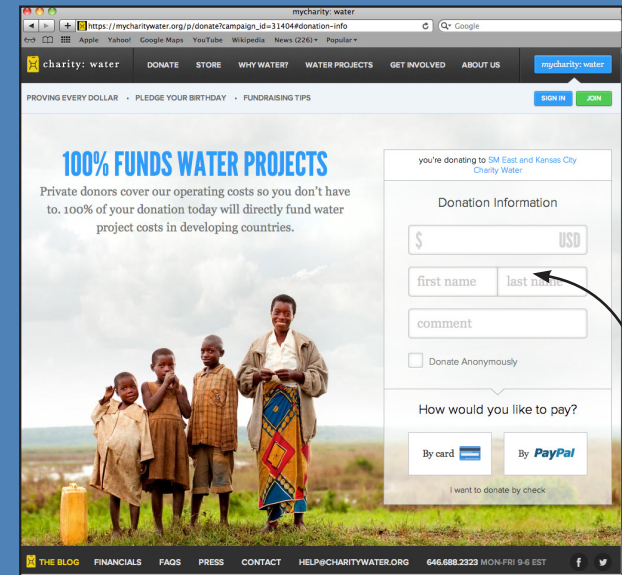 mycharity: water
https://mycharitywater.org/p/donate?campaign_id=31404#donation-info
Google
Apple Yahoo! Google Maps YouTube Wikipedia News (226) Popular
charity: water DONATE STORE WHY WATER? WATER PROJECTS GET INVOLVED ABOUT US mycharity: water
PROVING EVERY DOLLAR • PLEDGE YOUR BIRTHDAY • FUNDRAISING TIPS SIGN IN JOIN
100% FUNDS WATER PROJECTS
Private donors cover our operating costs so you don't have
to. 100% of your donation today will directly fund water
project costs in developing countries.
you're donating to SM East and Kansas City
Charity Water
Donation Information
$ USD
first name last name
comment
Donate Anonymously
How would you like to pay?
By card By PayPal
I want to donate by check
THE BLOG FINANCIALS FAQS PRESS CONTACT HELP@CHARITYWATER.ORG 646.688.2323 MON-FRI 9-6 EST